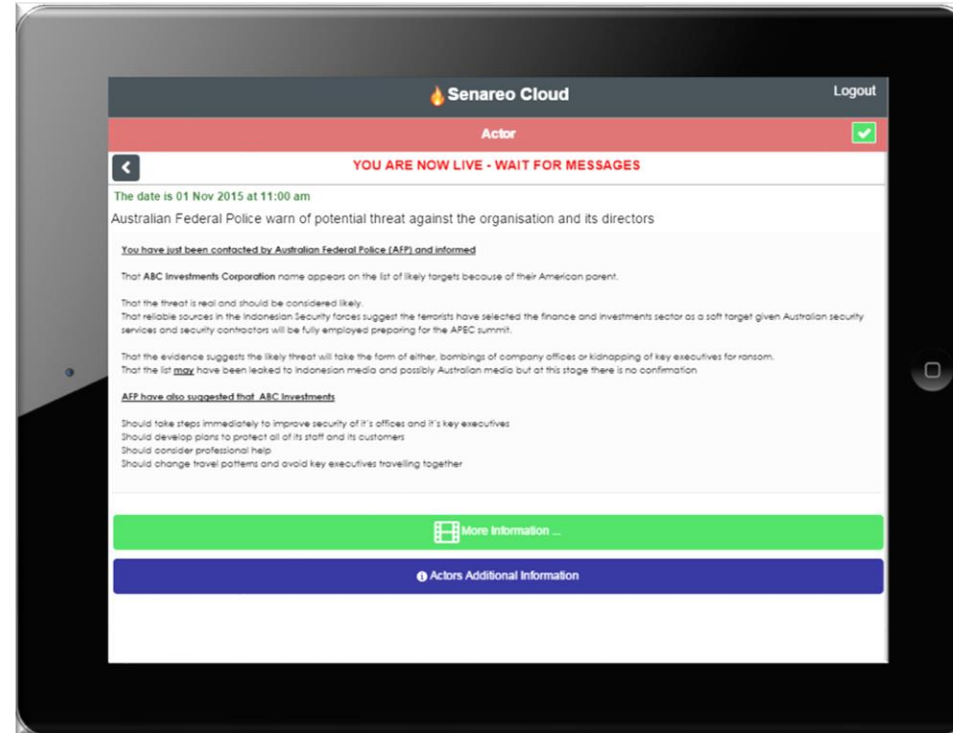 Senareo Cloud
Logout
Actor
YOU ARE NOW LIVE - WAIT FOR MESSAGES
The date is 01 Nov 2015 at 11:00 am
Australian Federal Police warn of potential threat against the organisation and its directors
You have just been contacted by Australian Federal Police (AFP) and informed
That ABC Investments Corporation name appears on the list of likely targets because of their American parent.
That the threat is real and should be considered likely.
That reliable sources in the Indonesian Security forces suggest the terrorists have selected the finance and investments sector as a soft target given Australian security
services and security contractors will be fully employed preparing for the APEC summit.
That the evidence suggests the likely threat will take the form of either, bombings of company offices or kidnapping of key executives for ransom.
That the list may have been leaked to Indonesian media and possibly Australian media but at this stage there is no confirmation
AFP have also suggested that ABC Investments
Should take steps immediately to improve security of it's offices and it's key executives
Should develop plans to protect all of its staff and its customers
Should consider professional help
Should change travel patterns and avoid key executives travelling together
More Information ...
Actors Additional Information